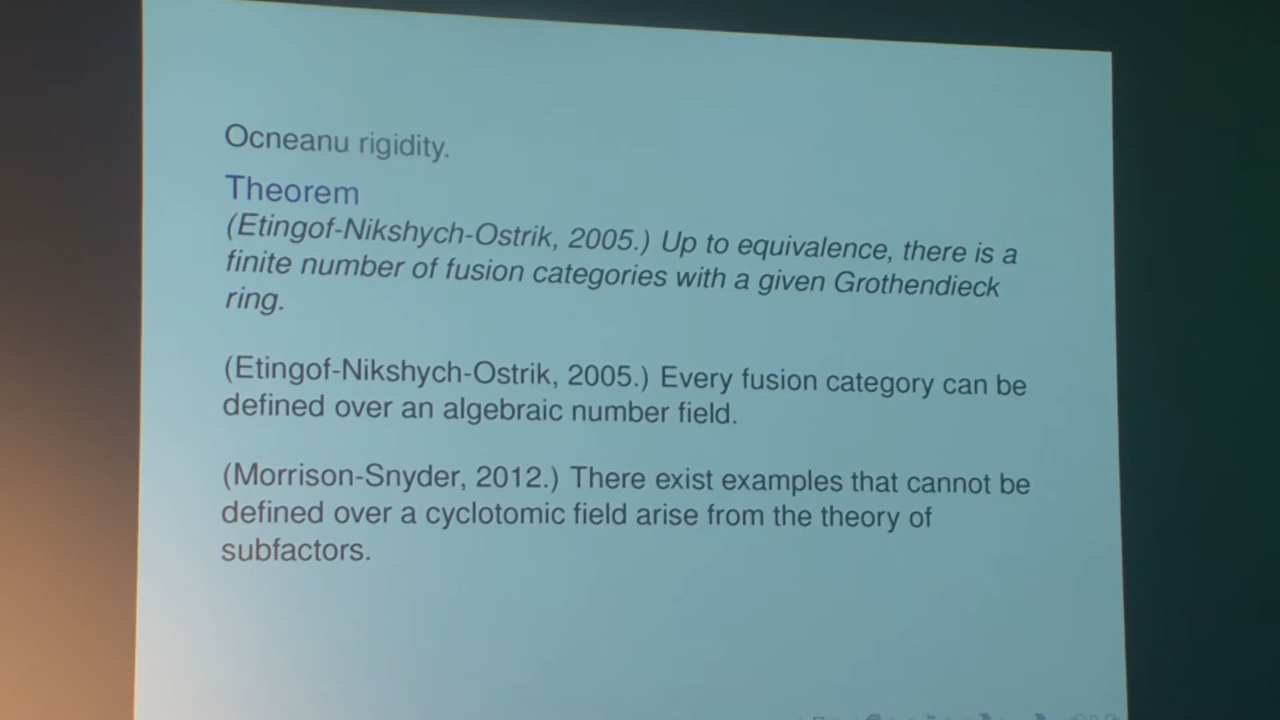 Ocneanu rigidity.
Theorem
(Etingof-Nikshych-Ostrik, 2005.) Up to equivalence, there is a
finite number of fusion categories with a given Grothendieck
ring.
(Etingof-Nikshych-Ostrik, 2005.) Every fusion category can be
defined over an algebraic number field.
(Morrison-Snyder, 2012.) There exist examples that cannot be
defined over a cyclotomic field arise from the theory of
subfactors.